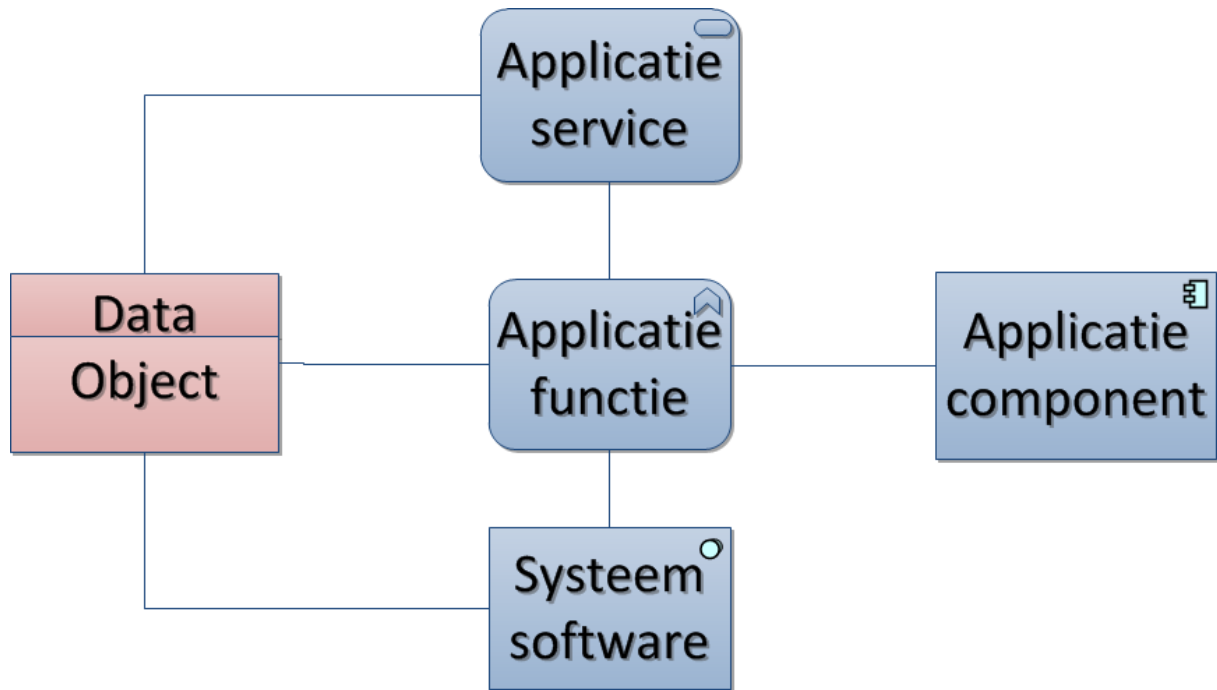 Applicatie
service
Data
Object
Applicatie
functie
Applicatie
component
Systeem
software